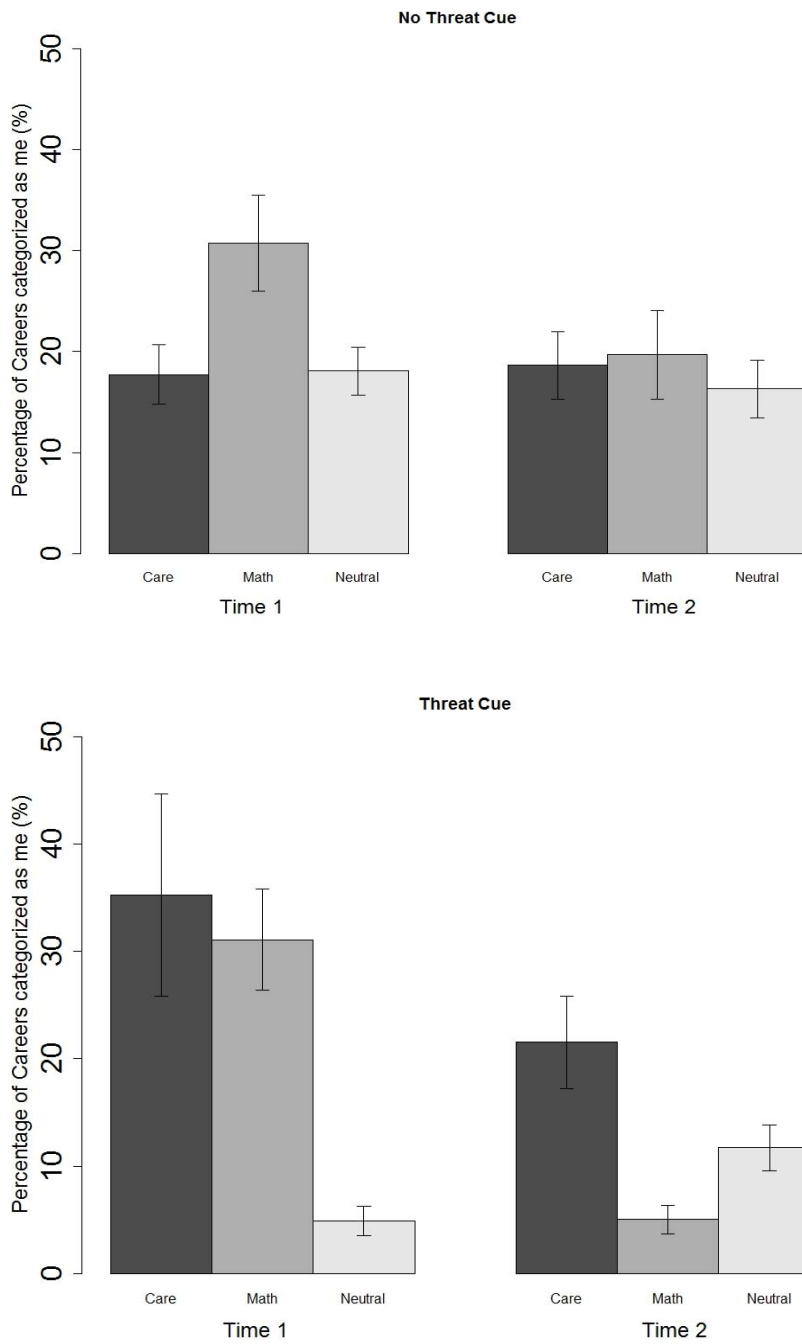 No Threat Cue
Percentage of Careers categorized as me (%)
50
40
30
20
10
0
Care Math Neutral Care Math Neutral
Time 1 Time 2
Threat Cue
Percentage of Careers categorized as me (%)
50
40
30
20
10
0
Care Math Neutral Care Math Neutral
Time 1 Time 2